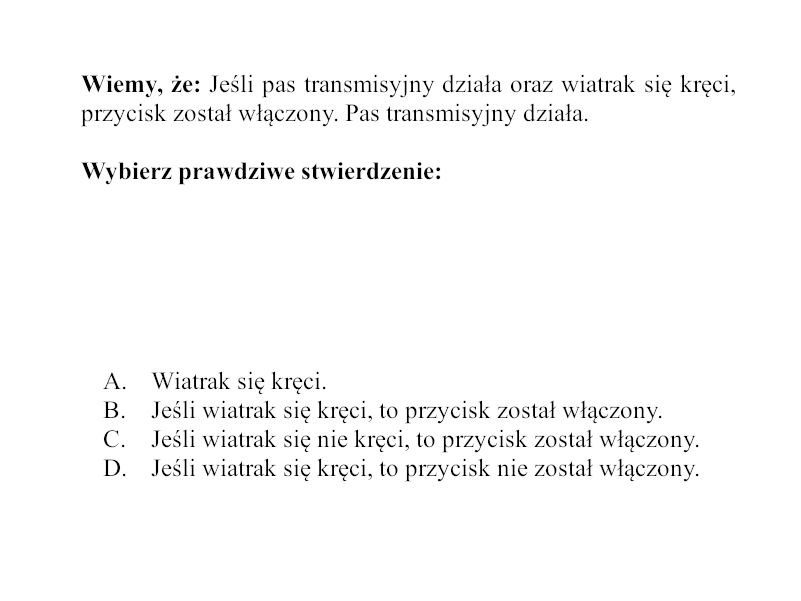 Wiemy, że: Jeśli pas transmisyjny działa oraz wiatrak się kręci,
przycisk został włączony. Pas transmisyjny działa.
Wybierz prawdziwe stwierdzenie:
A. Wiatrak się kręci.
B. Jeśli wiatrak się kręci, to przycisk został włączony.
C. Jeśli wiatrak się nie kręci, to przycisk został włączony.
D. Jeśli wiatrak się kręci, to przycisk nie został włączony.